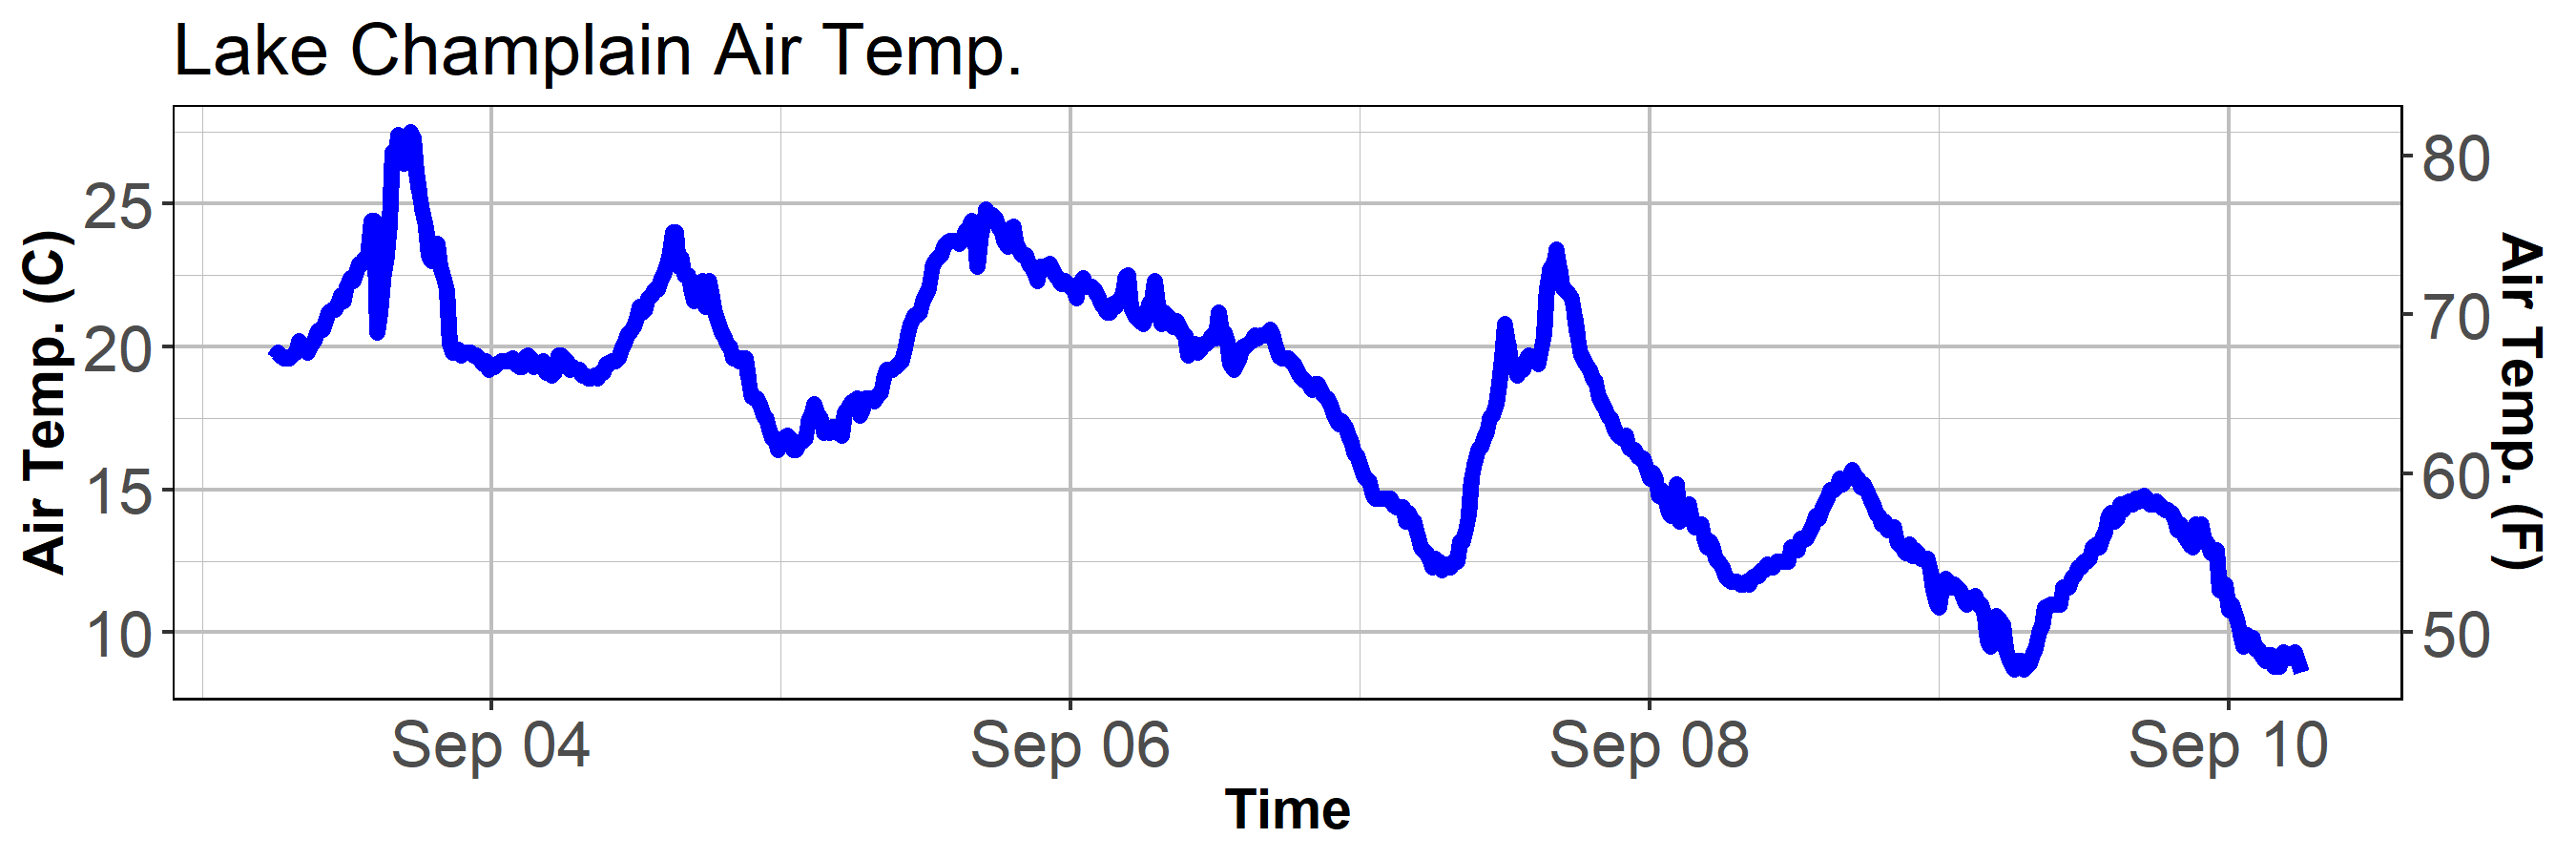 Lake Champlain Air Temp.
Air Temp. (C)
25
20
15
10
80
70
60
50
Air Temp. (F)
Sep 04 Sep 06 Sep 08 Sep 10
Time